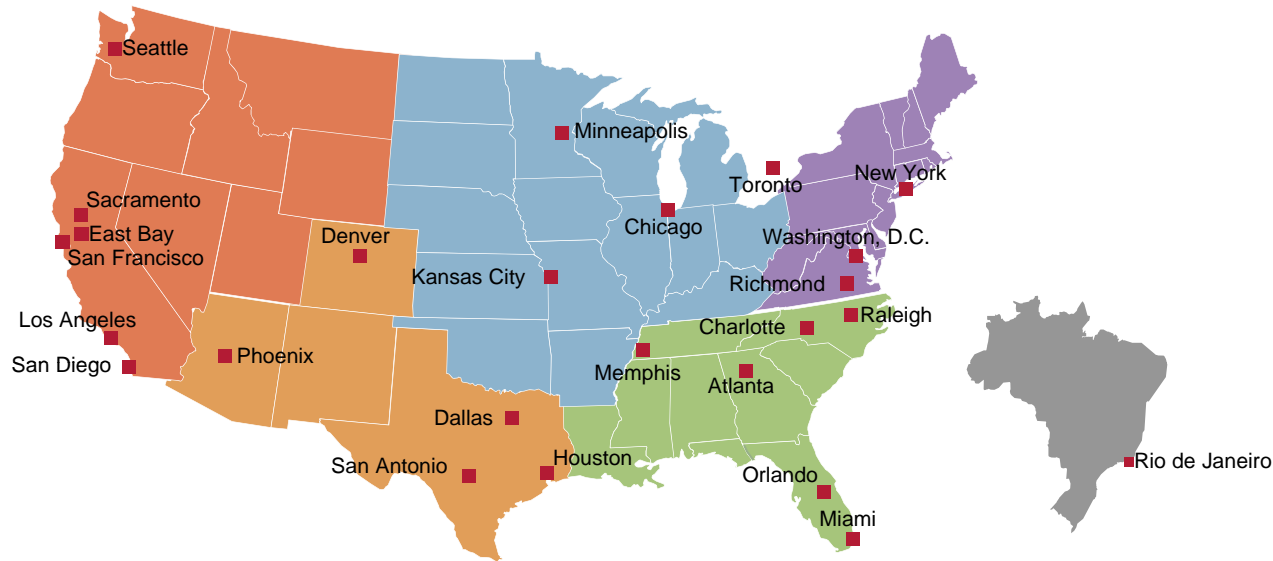 Seattle
Minneapolis
Toronto
New York
Sacramento
East Bay
San Francisco
Denver
Chicago
Washington, D.C.
Kansas City
Richmond
Los Angeles
Phoenix
San Diego
Charlotte
Raleigh
Memphis
Atlanta
Dallas
San Antonio
Houston
Orlando
Miami
Rio de Janeiro